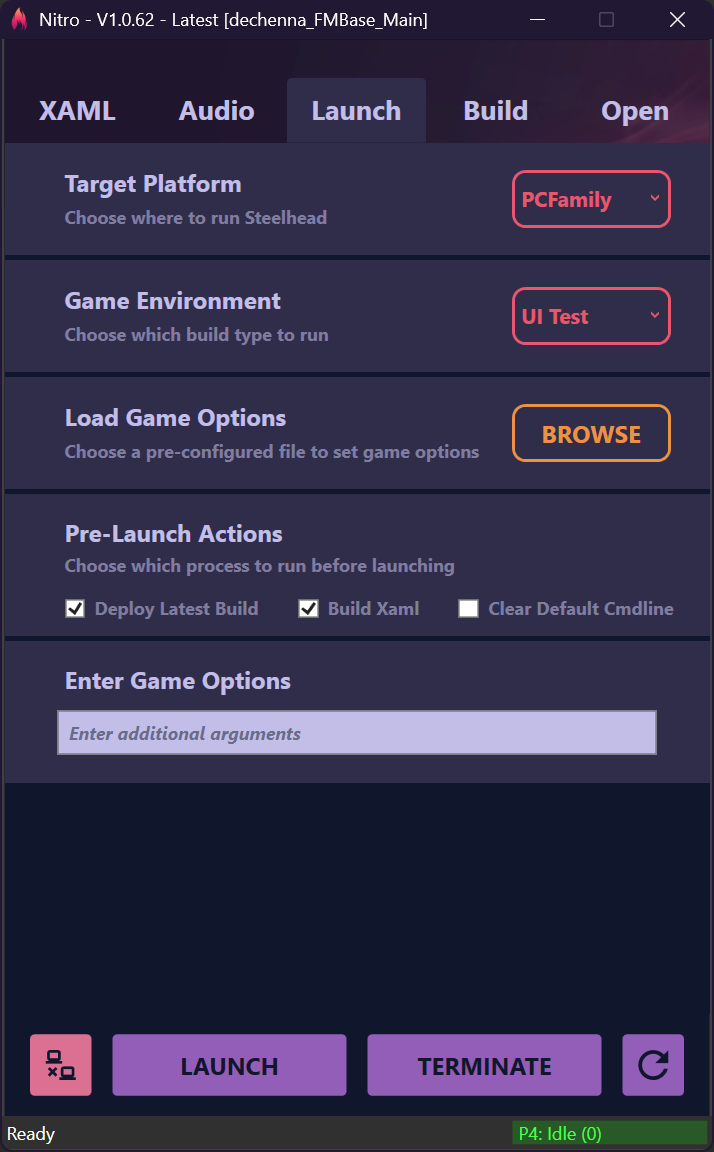 Nitro - V1.0.62 - Latest [dechenna_FMBase_Main]
XAML Audio Launch Build Open
Target Platform
Choose where to run Steelhead
PCFamily
Game Environment
Choose which build type to run
UI Test
Load Game Options
Choose a pre-configured file to set game options
BROWSE
Pre-Launch Actions
Choose which process to run before launching
Deploy Latest Build Build Xaml Clear Default Cmdline
Enter Game Options
Enter additional arguments
LAUNCH TERMINATE
Ready P4: Idle (0)